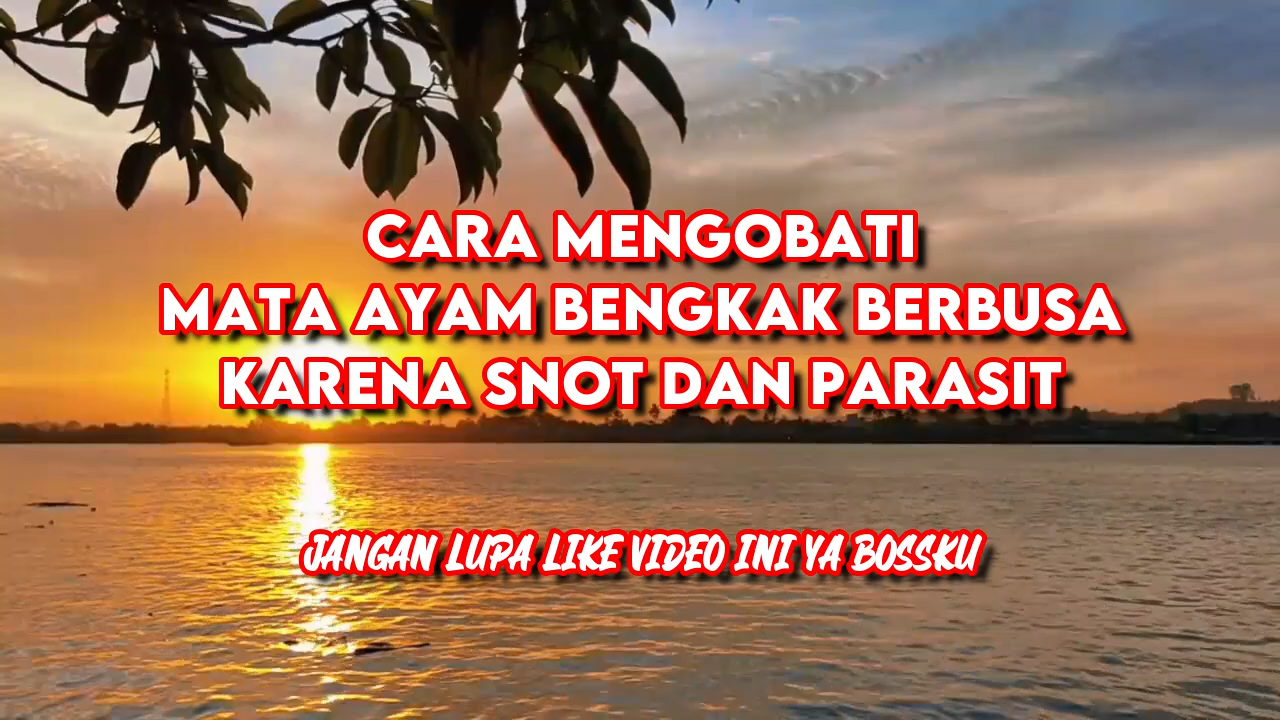 CARA MENGOBATI
MATA AYAM BENGKAK BERBUSA
KARENA SNOT DAN PARASIT
JANGAN LUPA LIKE VIDEO INI YA BOSSKU